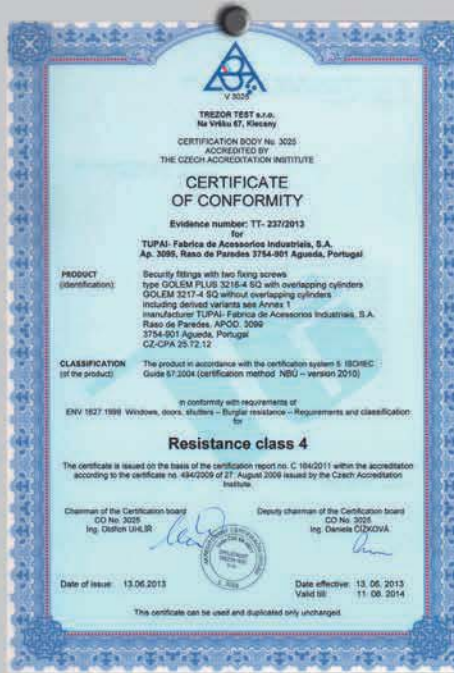 V 3025
TREZOR TEST s.r.o.
Na Vršku 67, Klecany
CERTIFICATION BODY No. 3025
ACCREDITED BY
THE CZECH ACCREDITATION INSTITUTE
CERTIFICATE
OF CONFORMITY
Evidence number: TT- 237/2013
for
TUPAI- Fabrica de Acessorios Industriais, S.A.
Ap. 3095, Raso de Paredes 3754-901 Agueda, Portugal
PRODUCT
(identification):
Security fittings with two fixing screws
type GOLEM PLUS 3216-4 SQ with overlapping cylinders
GOLEM 3217-4 SQ without overlapping cylinders
including derived variants see Annex 1
manufacturer TUPAI- Fabrica de Acessorios Industriais, S.A.
Raso de Paredes, APOD. 3099
3754-901 Agueda, Portugal
CZ-CPA 25.72.12
CLASSIFICATION
(of the product)
The product in accordance with the certification system 5 ISO/IEC
Guide 67:2004 (certification method NBÚ – version 2010)
in conformity with requirements of
ENV 1627:1999 Windows, doors, shutters – Burglar resistance – Requirements and classification
for
Resistance class 4
The certificate is issued on the basis of the certification report no. C 164/2011 within the accreditation
according to the certificate no. 494/2009 of 27. August 2009 issued by the Czech Accreditation
Institute.
Chairman of the Certification board
CO No. 3025
Ing. Oldřich UHLÍŘ
Deputy chairman of the Certification board
CO No. 3025
Ing. Daniela ČÍŽKOVÁ
Date of issue: 13.06.2013
Date effective: 13. 06. 2013
Valid till: 11. 08. 2014
This certificate can be used and duplicated only unchanged.